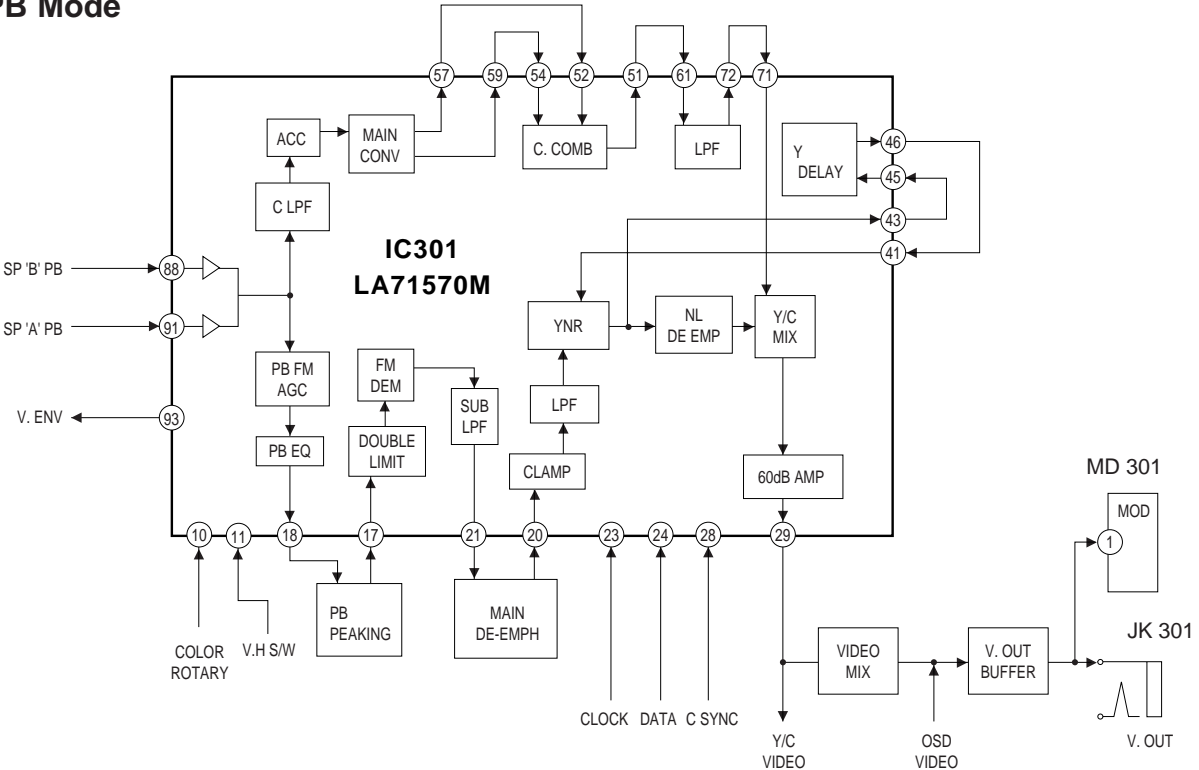 PB Mode
57
59
54
52
51
61
72
71
ACC
MAIN
CONV
C. COMB
LPF
Y
DELAY
46
45
43
41
C LPF
IC301
LA71570M
SP 'B' PB
88
SP 'A' PB
91
V. ENV
93
PB FM
AGC
PB EQ
FM
DEM
DOUBLE
LIMIT
SUB
LPF
YNR
NL
DE EMP
Y/C
MIX
LPF
CLAMP
60dB AMP
10
11
18
17
21
20
23
24
28
29
COLOR
ROTARY
V.H S/W
PB
PEAKING
MAIN
DE-EMPH
CLOCK
DATA
C SYNC
Y/C
VIDEO
VIDEO
MIX
OSD
VIDEO
V. OUT
BUFFER
MD 301
MOD
1
JK 301
V. OUT